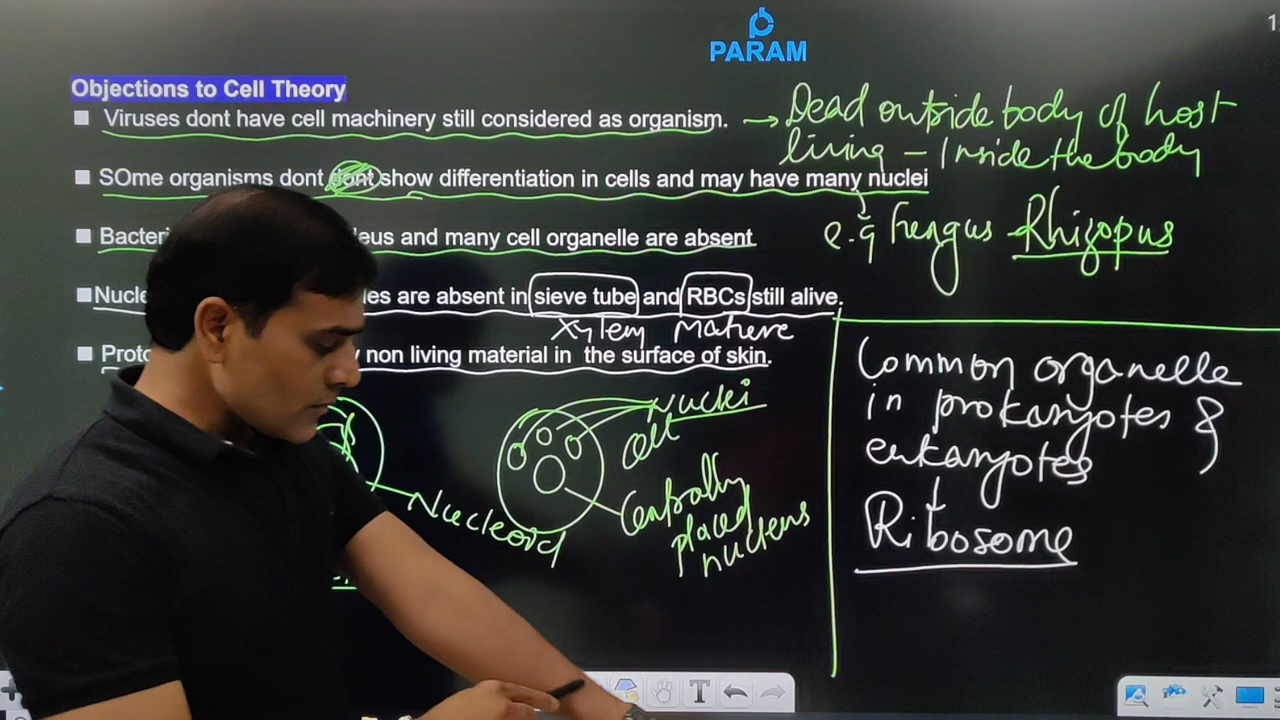 PARAM
1
Objections to Cell Theory
Viruses dont have cell machinery still considered as organism. → Dead outside body of host
living - Inside the body
SOme organisms dont dont show differentiation in cells and may have many nuclei
e.g Fungus Rhizopus
Bacteri leus and many cell organelle are absent
Nucle les are absent in sieve tube and RBCs still alive.
Xylem Mature
Proto y non living material in the surface of skin.
Nuclei
Cell
Nucleoid
Centrally
placed
nucleus
Common organelle
in prokaryotes &
eukaryotes
Ribosome
T